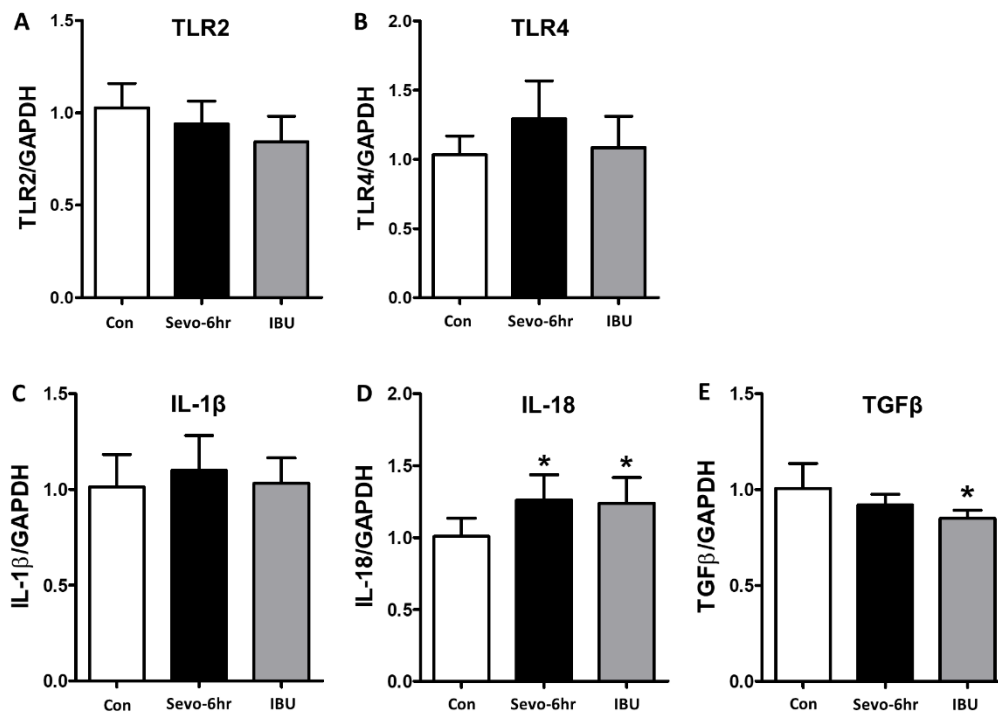 A
TLR2
TLR2/GAPDH
1.5
1.0
0.5
0.0
Con Sevo-6hr IBU
B
TLR4
TLR4/GAPDH
2.0
1.5
1.0
0.5
0.0
Con Sevo-6hr IBU
C
IL-1β
IL-1β/GAPDH
1.5
1.0
0.5
0.0
Con Sevo-6hr IBU
D
IL-18
IL-18/GAPDH
2.0
1.5
1.0
0.5
0.0
* *
Con Sevo-6hr IBU
E
TGFβ
TGFβ/GAPDH
1.5
1.0
0.5
0.0
*
Con Sevo-6hr IBU